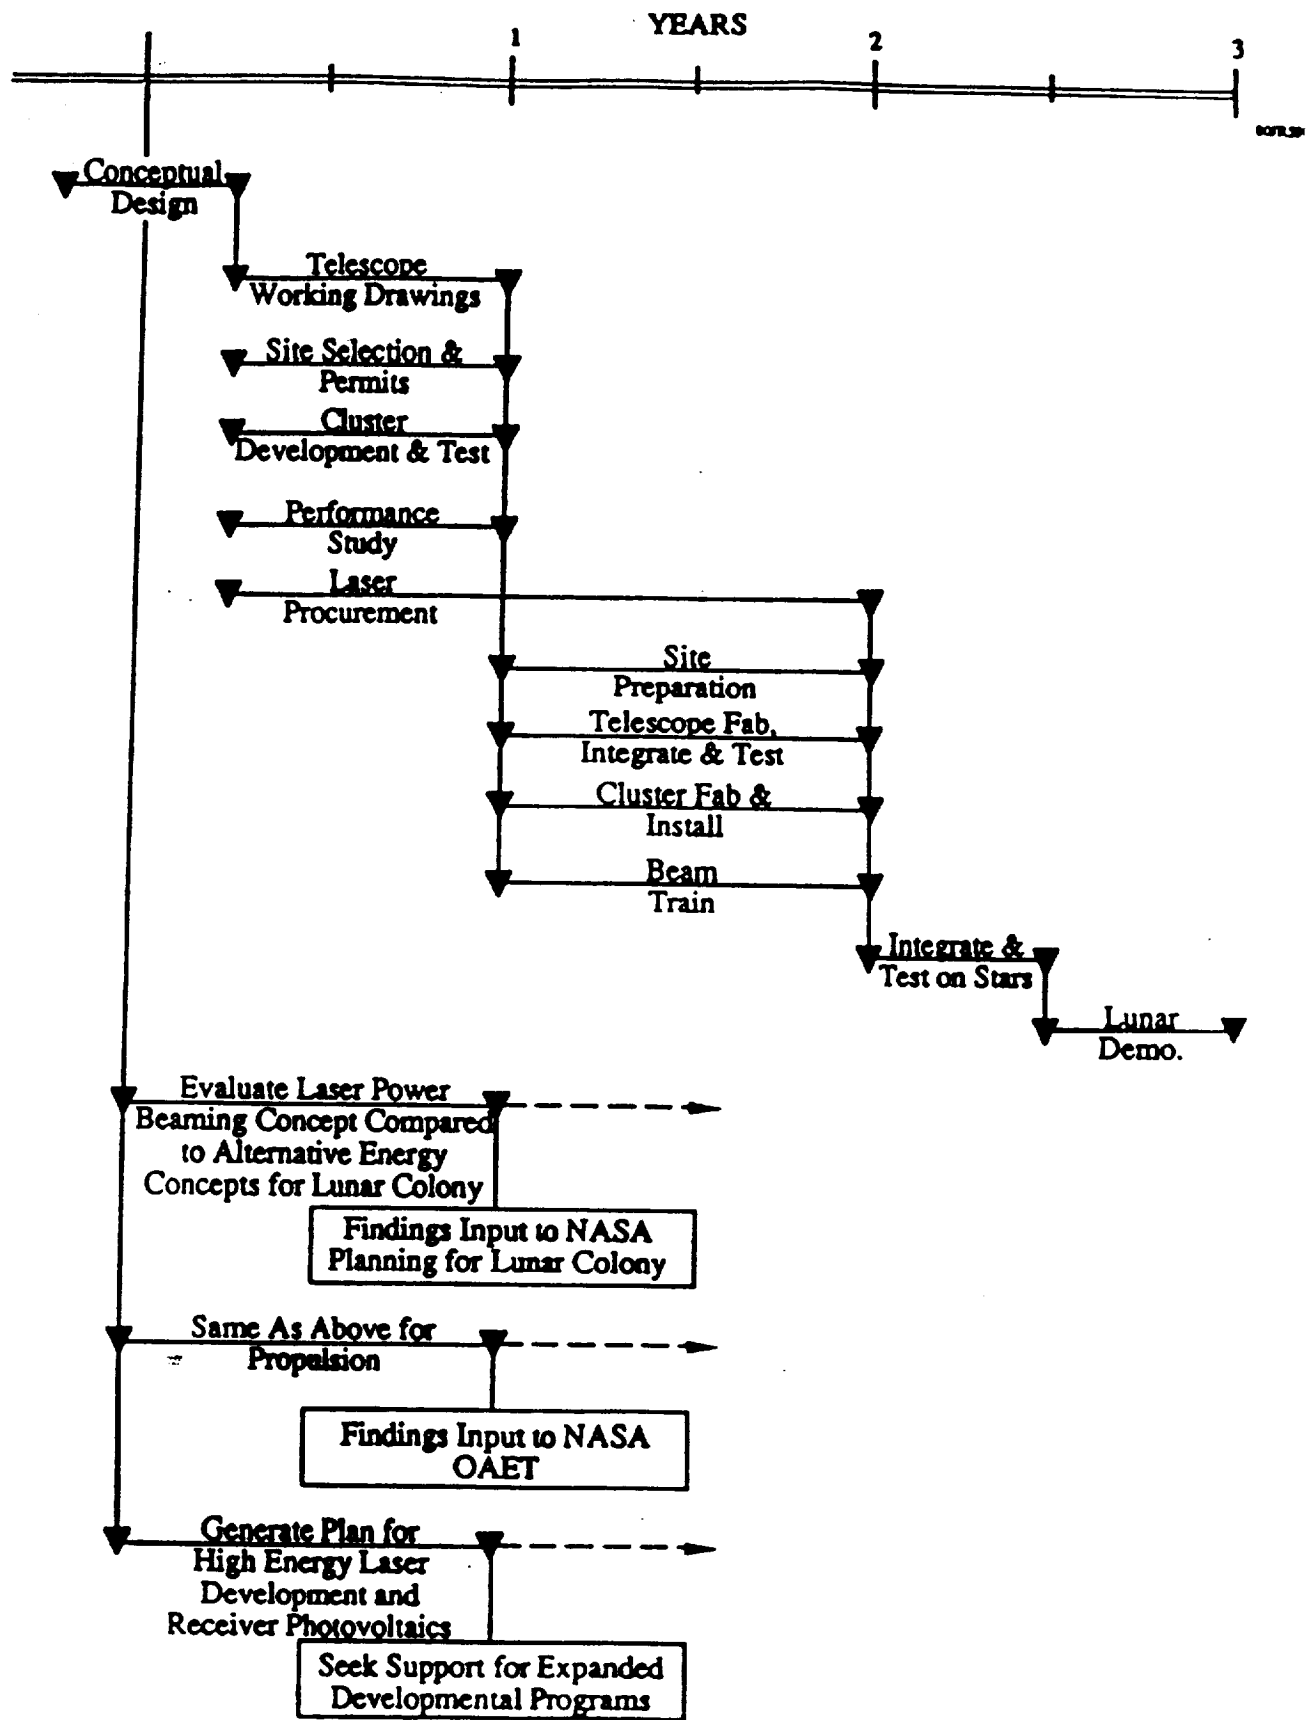 YEARS
1
2
3
Conceptual
Design
Telescope
Working Drawings
Site Selection &
Permits
Cluster
Development & Test
Performance
Study
Laser
Procurement
Site
Preparation
Telescope Fab,
Integrate & Test
Cluster Fab &
Install
Beam
Train
Integrate &
Test on Stars
Lunar
Demo.
Evaluate Laser Power
Beaming Concept Compared
to Alternative Energy
Concepts for Lunar Colony
Findings Input to NASA
Planning for Lunar Colony
Same As Above for
Propulsion
Findings Input to NASA
OAET
Generate Plan for
High Energy Laser
Development and
Receiver Photovoltaics
Seek Support for Expanded
Developmental Programs